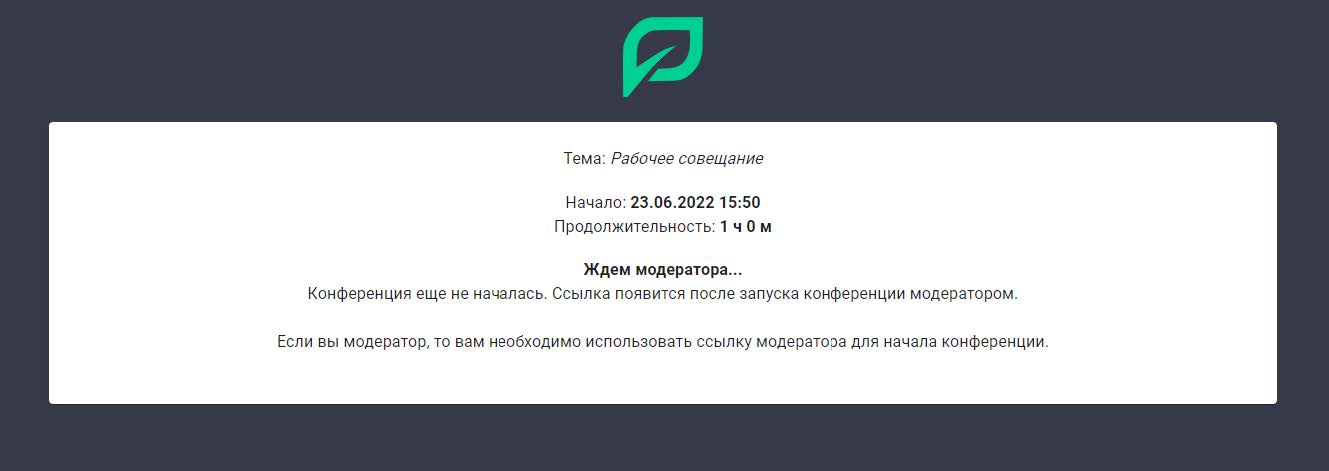 Тема: Рабочее совещание
Начало: 23.06.2022 15:50
Продолжительность: 1 ч 0 м
Ждем модератора...
Конференция еще не началась. Ссылка появится после запуска конференции модератором.
Если вы модератор, то вам необходимо использовать ссылку модератора для начала конференции.